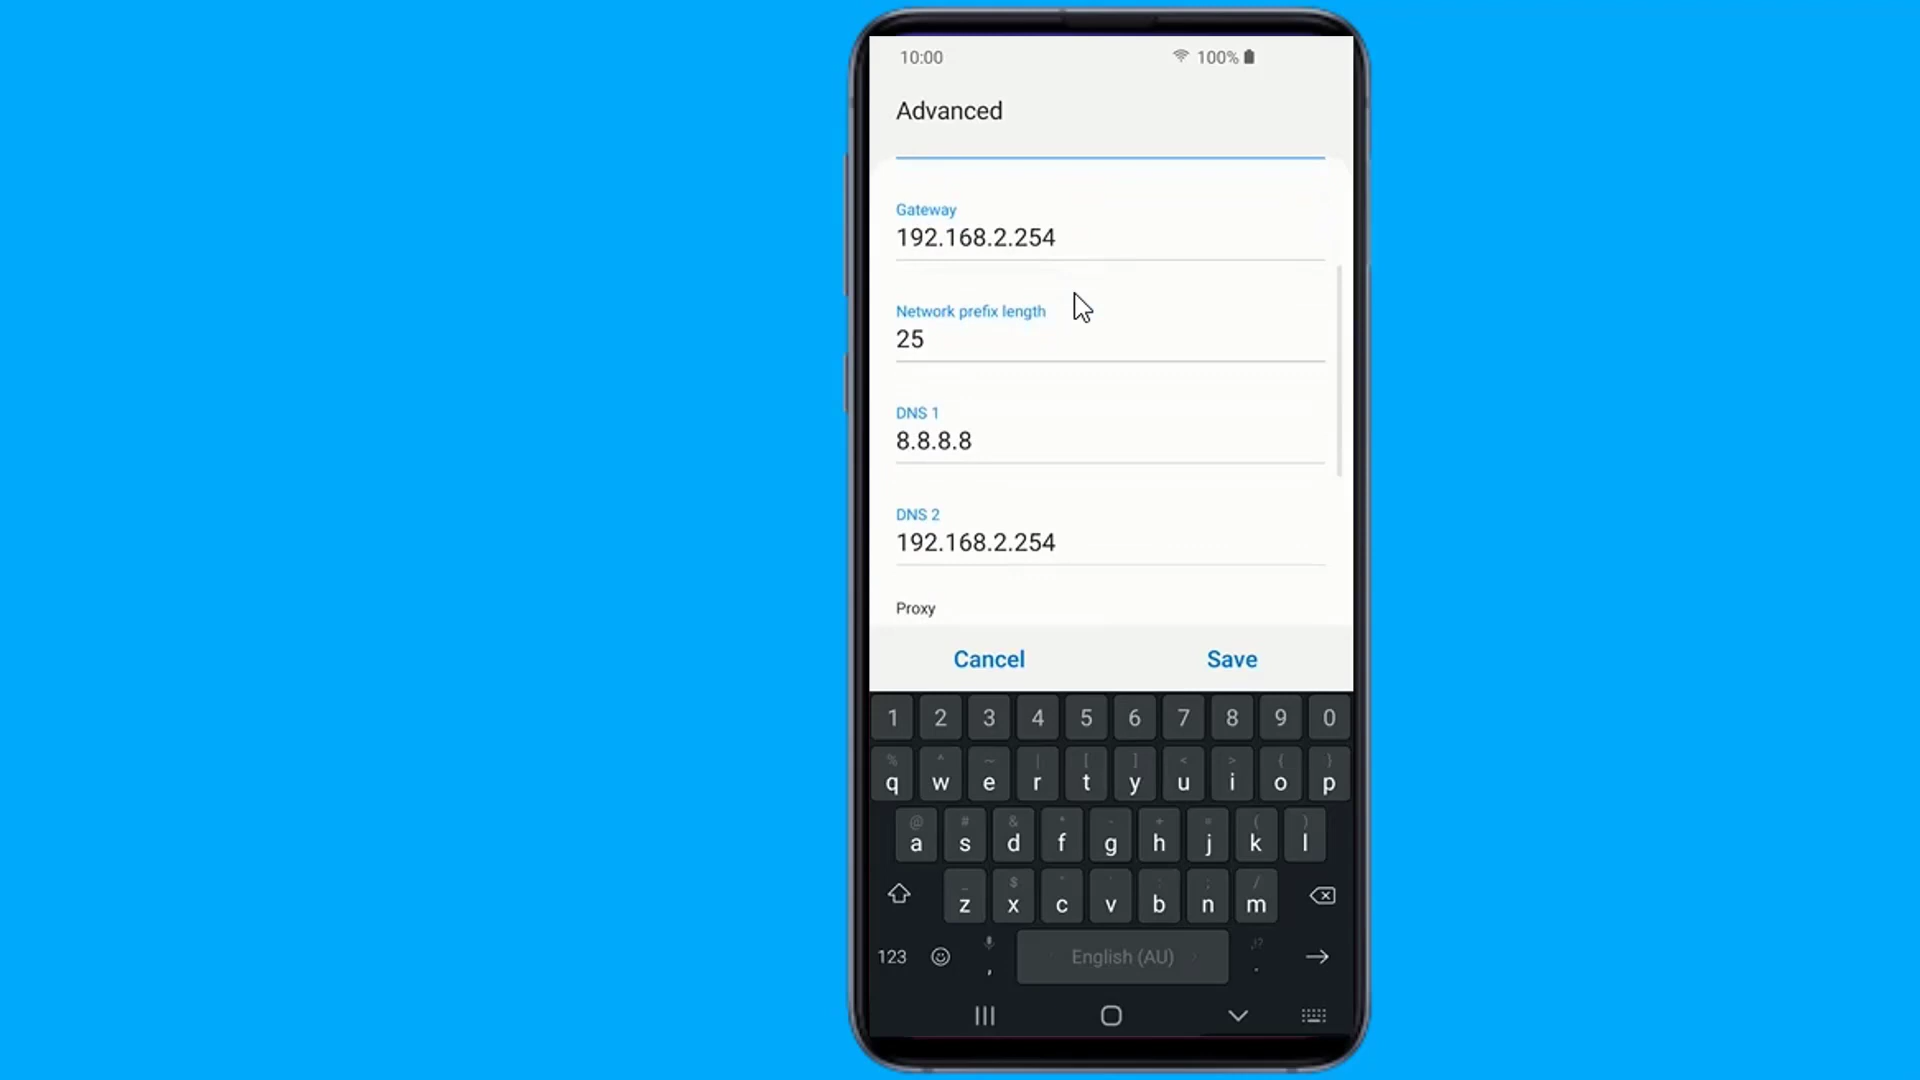 10:00 100%
Advanced
Gateway
192.168.2.254
Network prefix length
25
DNS 1
8.8.8.8
DNS 2
192.168.2.254
Proxy
Cancel Save
1 2 3 4 5 6 7 8 9 0
% ^ ~ | [ ] < > { }
q w e r t y u i o p
@ # & * - + = ( )
a s d f g h j k l
_ $ " ' : ; /
z x c v b n m
123 , English (AU) ,!? .